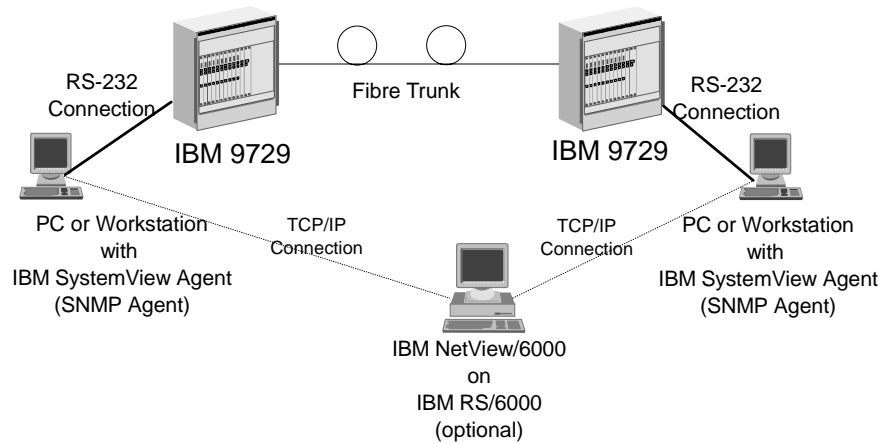 RS-232
Connection
Fibre Trunk
RS-232
Connection
IBM 9729
IBM 9729
PC or Workstation
with
IBM SystemView Agent
(SNMP Agent)
TCP/IP
Connection
TCP/IP
Connection
PC or Workstation
with
IBM SystemView Agent
(SNMP Agent)
IBM NetView/6000
on
IBM RS/6000
(optional)